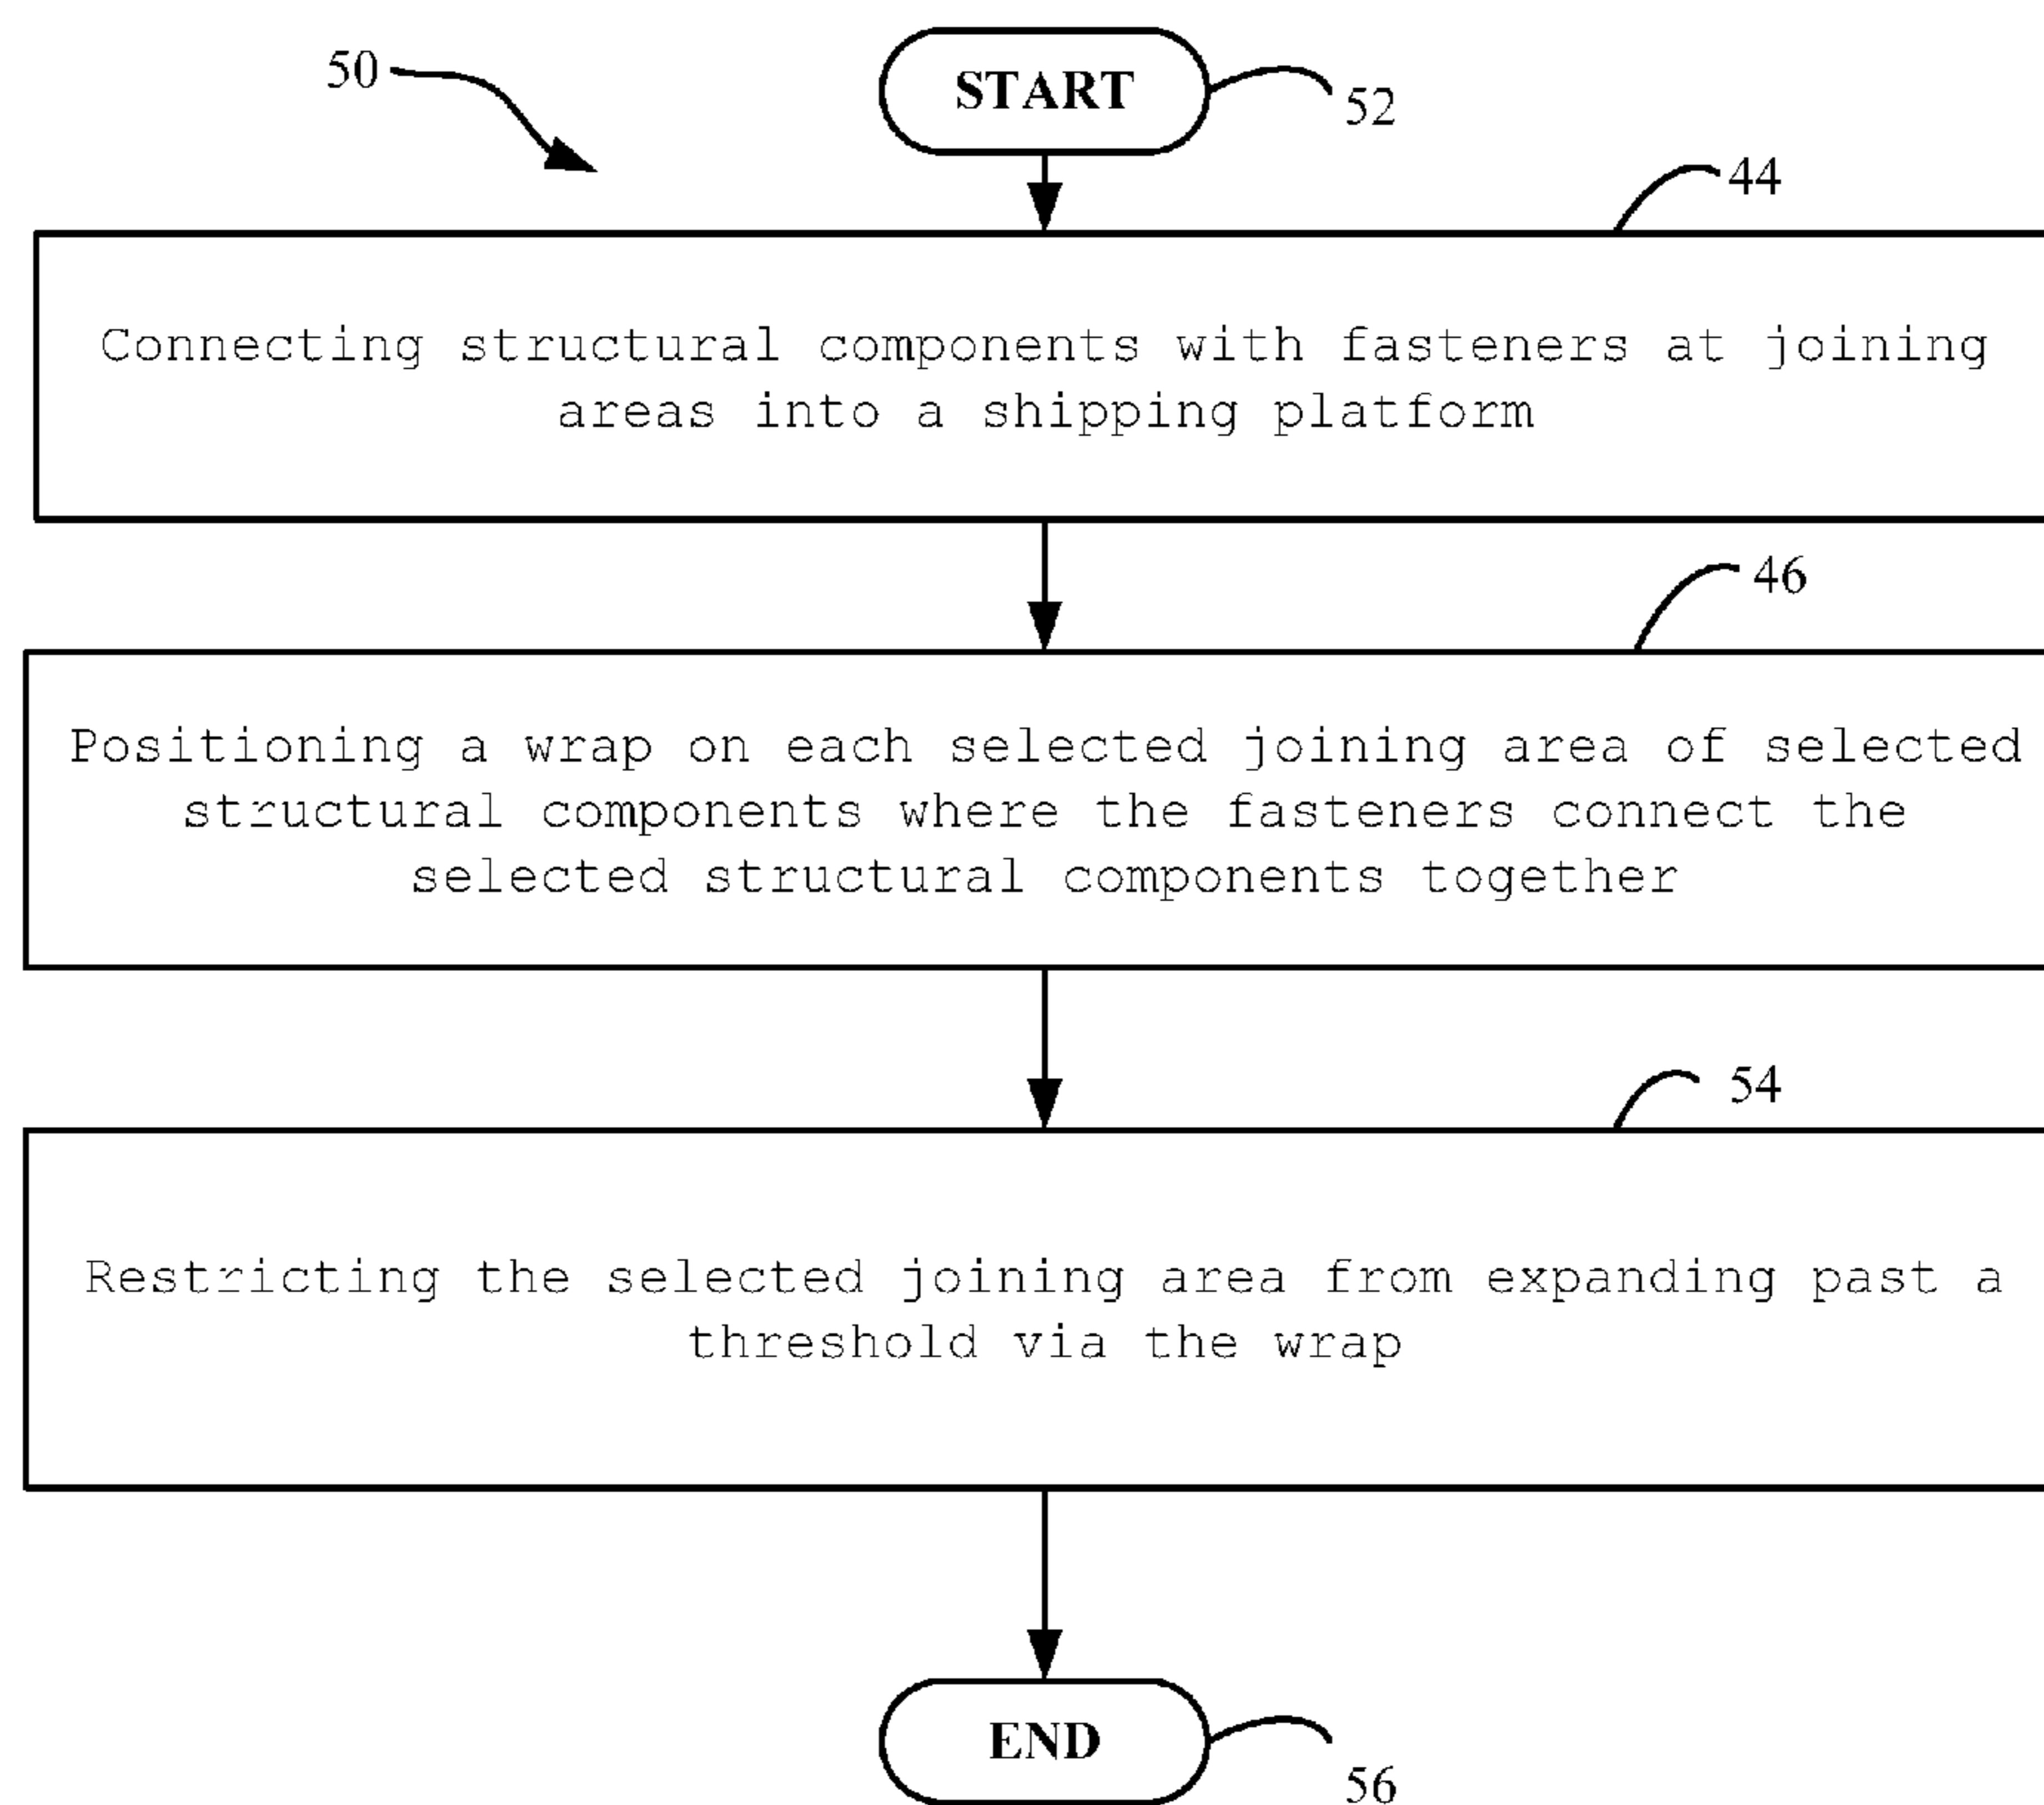 50
START
52
44
Connecting structural components with fasteners at joining
areas into a shipping platform
46
Positioning a wrap on each selected joining area of selected
structural components where the fasteners connect the
selected structural components together
54
Restricting the selected joining area from expanding past a
threshold via the wrap
END
56